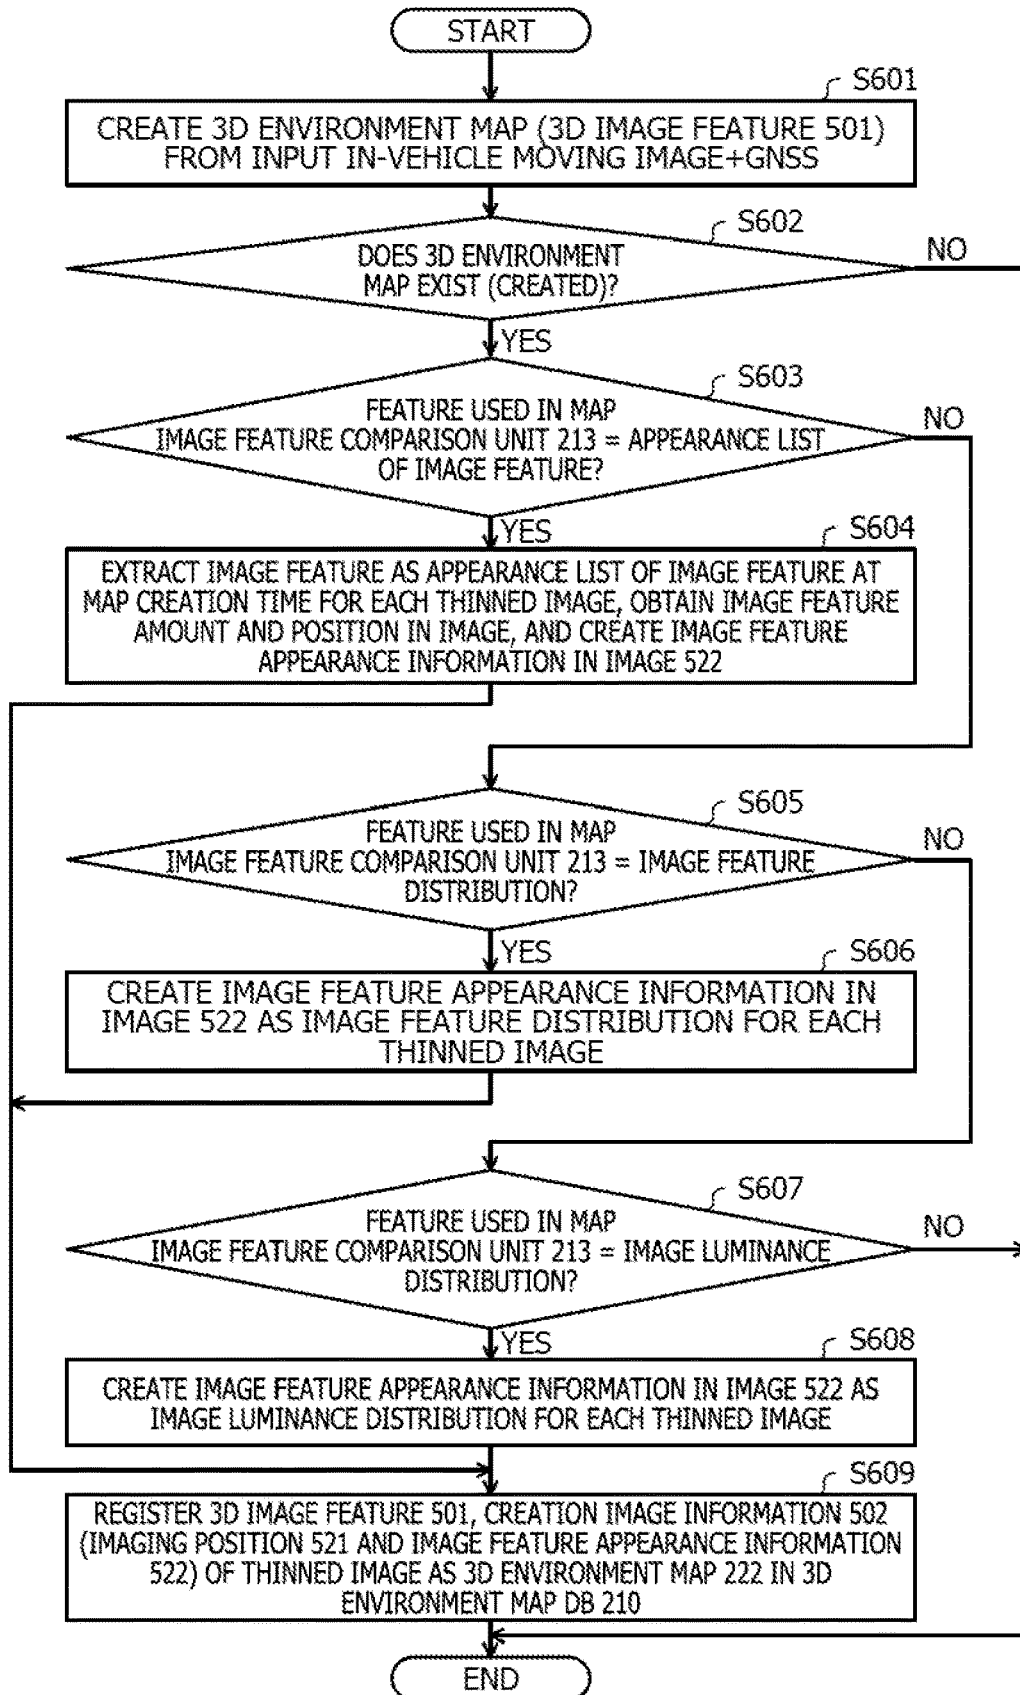 START
S601
CREATE 3D ENVIRONMENT MAP (3D IMAGE FEATURE 501)
FROM INPUT IN-VEHICLE MOVING IMAGE+GNSS
S602
DOES 3D ENVIRONMENT
MAP EXIST (CREATED)?
NO
YES
S603
FEATURE USED IN MAP
IMAGE FEATURE COMPARISON UNIT 213 = APPEARANCE LIST
OF IMAGE FEATURE?
NO
YES
S604
EXTRACT IMAGE FEATURE AS APPEARANCE LIST OF IMAGE FEATURE AT
MAP CREATION TIME FOR EACH THINNED IMAGE, OBTAIN IMAGE FEATURE
AMOUNT AND POSITION IN IMAGE, AND CREATE IMAGE FEATURE
APPEARANCE INFORMATION IN IMAGE 522
S605
FEATURE USED IN MAP
IMAGE FEATURE COMPARISON UNIT 213 = IMAGE FEATURE
DISTRIBUTION?
NO
YES
S606
CREATE IMAGE FEATURE APPEARANCE INFORMATION IN
IMAGE 522 AS IMAGE FEATURE DISTRIBUTION FOR EACH
THINNED IMAGE
S607
FEATURE USED IN MAP
IMAGE FEATURE COMPARISON UNIT 213 = IMAGE LUMINANCE
DISTRIBUTION?
NO
YES
S608
CREATE IMAGE FEATURE APPEARANCE INFORMATION IN IMAGE 522 AS
IMAGE LUMINANCE DISTRIBUTION FOR EACH THINNED IMAGE
S609
REGISTER 3D IMAGE FEATURE 501, CREATION IMAGE INFORMATION 502
(IMAGING POSITION 521 AND IMAGE FEATURE APPEARANCE INFORMATION
522) OF THINNED IMAGE AS 3D ENVIRONMENT MAP 222 IN 3D
ENVIRONMENT MAP DB 210
END